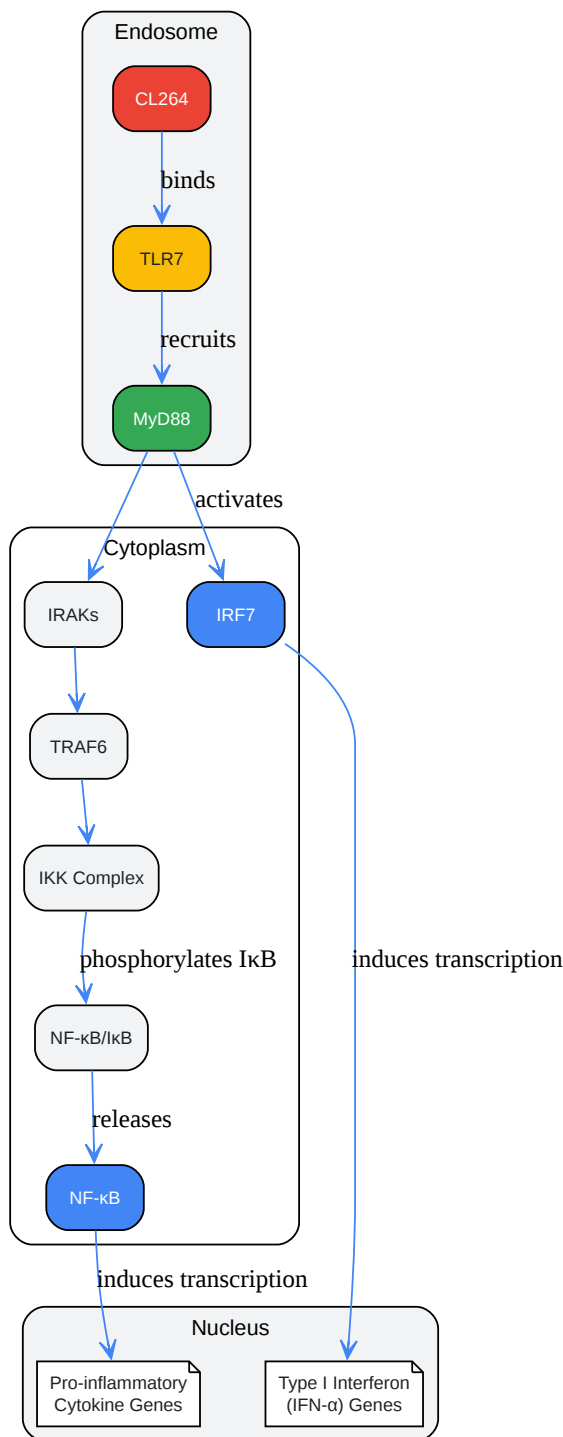 Endosome
CL264
binds
TLR7
recruits
MyD88
activates
Cytoplasm
IRAKs
IRF7
TRAF6
IKK Complex
phosphorylates IκB
induces transcription
NF-κB/IκB
releases
NF-κB
induces transcription
Nucleus
Pro-inflammatory
Cytokine Genes
Type I Interferon
(IFN-α) Genes